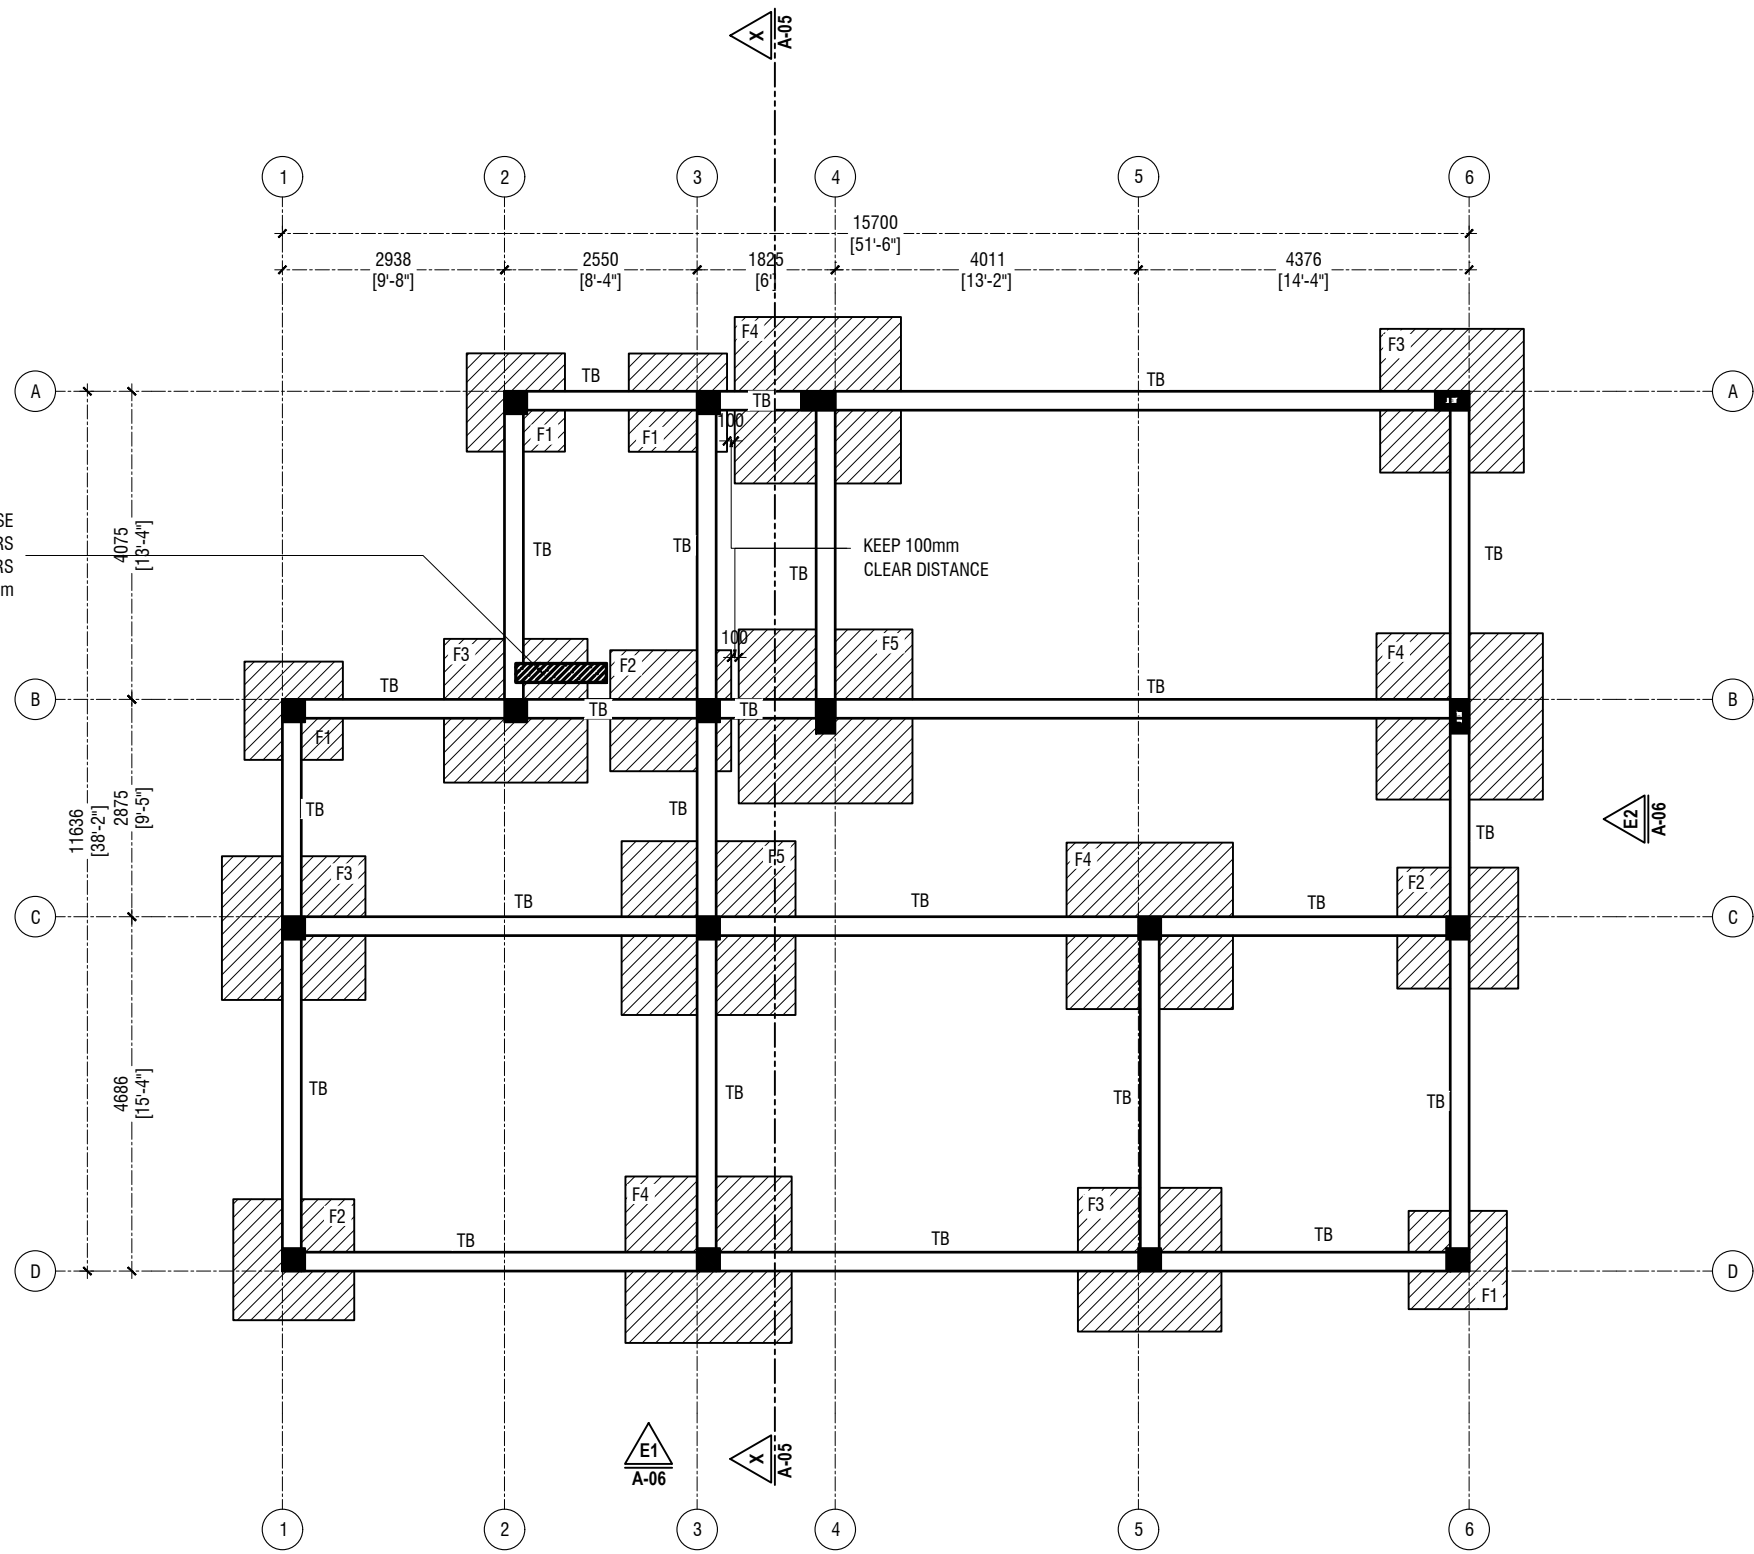 X
A-05
1
2
3
4
5
6
15700
[51'-6"]
2938
[9'-8"]
2550
[8'-4"]
1825
[6']
4011
[13'-2"]
4376
[14'-4"]
F4
F3
A
TB
TB
TB
A
100
F1
F1
SE
RS
RS
m
4075
[13'-4"]
TB
TB
TB
KEEP 100mm
CLEAR DISTANCE
TB
100
F3
F2
F5
F4
B
TB
TB
TB
TB
B
F1
11636
[38'-2"]
2875
[9'-5"]
TB
TB
TB
E2
A-06
F3
F5
F4
F2
C
TB
TB
TB
C
4686
[15'-4"]
TB
TB
TB
TB
F2
F4
F3
D
TB
TB
TB
D
F1
E1
A-06
X
A-05
1
2
3
4
5
6